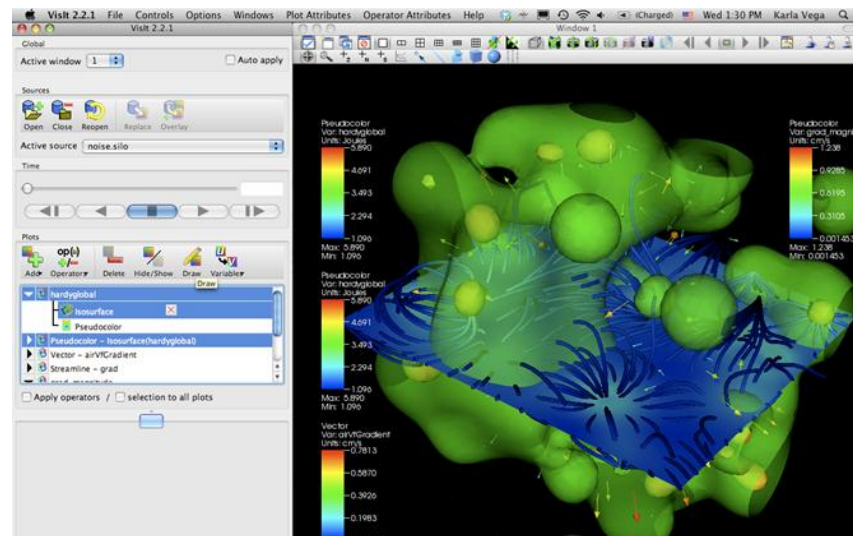 VisIt 2.2.1 File Controls Options Windows Plot Attributes Operator Attributes Help (Charged) Wed 1:30 PM Karla Vega
VisIt 2.2.1
Window 1
Global
Active window 1 Auto apply
Sources
Open Close Reopen Replace Overlay
Active source noise.silo
Time
Plots
op(.)
Add Operators Delete Hide/Show Draw Variables
Draw
hardyglobal
Isosurface
Pseudocolor
Pseudocolor - Isosurface(hardyglobal)
Vector - airVfGradient
Streamline - grad
grad_magnitude
Apply operators / selection to all plots
Pseudocolor
Var: hardyglobal
Units: Joules
5.890
4.691
3.493
2.294
1.096
Max: 5.890
Min: 1.096
Pseudocolor
Var: hardyglobal
Units: Joules
5.890
4.691
3.493
2.294
1.096
Max: 5.890
Min: 1.096
Vector
Var: airVfGradient
Units: cm/s
0.7813
0.5870
0.3926
0.1983
Pseudocolor
Var: grad_magni
Units: cm/s
1.238
0.9285
0.6195
0.3105
0.001453
Max: 1.238
Min: 0.001453